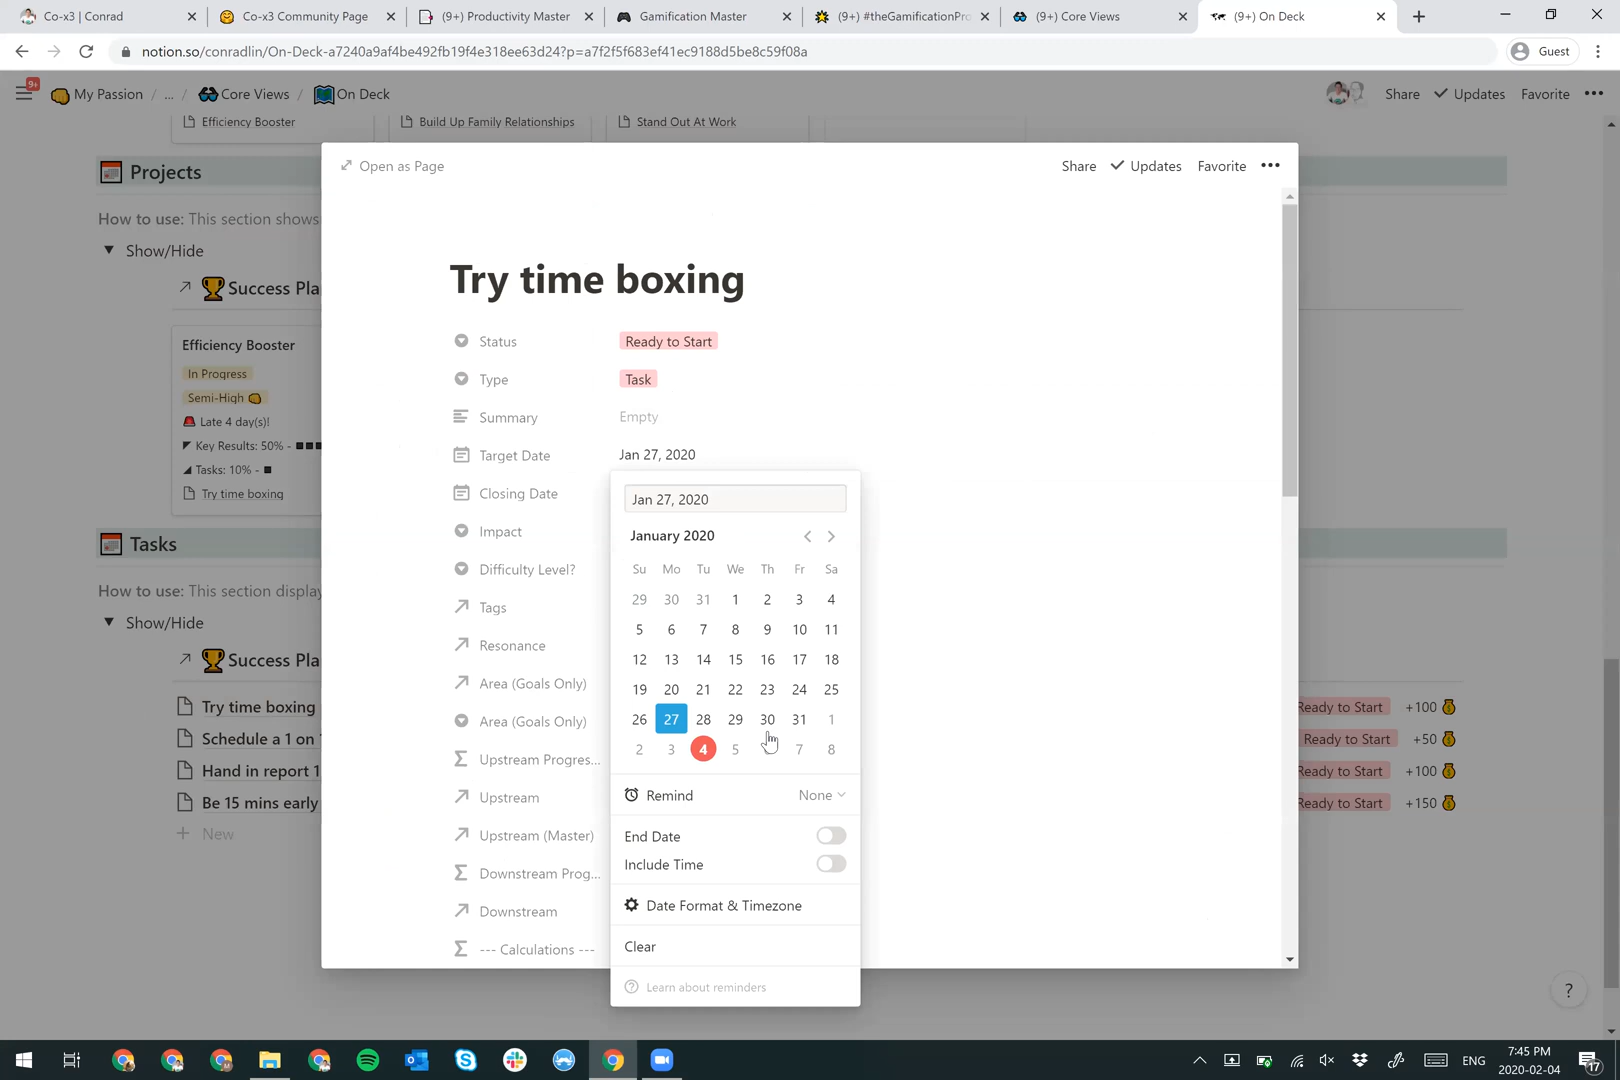 Co-x3 | Conrad
Co-x3 Community Page
(9+) Productivity Master
Gamification Master
(9+) #theGamificationPro
(9+) Core Views
(9+) On Deck
notion.so/conradlin/On-Deck-a7240a9af4be492fb19f4e318ee63d24?p=a7f2f5f683ef41ec9188d5be8c59f08a
Guest
9+
My Passion / ... / Core Views / On Deck
Share Updates Favorite
Efficiency Booster
Build Up Family Relationships
Stand Out At Work
Projects
How to use: This section shows
Show/Hide
Success Pla
Efficiency Booster
In Progress
Semi-High
Late 4 day(s)!
Key Results: 50% -
Tasks: 10% -
Try time boxing
Tasks
How to use: This section display
Show/Hide
Success Pla
Try time boxing
Schedule a 1 on
Hand in report 1
Be 15 mins early
New
Ready to Start +100
Ready to Start +50
Ready to Start +100
Ready to Start +150
Open as Page
Share Updates Favorite
Try time boxing
Status Ready to Start
Type Task
Summary Empty
Target Date Jan 27, 2020
Closing Date
Impact
Difficulty Level?
Tags
Resonance
Area (Goals Only)
Area (Goals Only)
Upstream Progres...
Upstream
Upstream (Master)
Downstream Prog...
Downstream
--- Calculations ---
Jan 27, 2020
January 2020
Su Mo Tu We Th Fr Sa
29 30 31 1 2 3 4
5 6 7 8 9 10 11
12 13 14 15 16 17 18
19 20 21 22 23 24 25
26 27 28 29 30 31 1
2 3 4 5 7 8
Remind None
End Date
Include Time
Date Format & Timezone
Clear
Learn about reminders
?
ENG
7:45 PM
2020-02-04
17